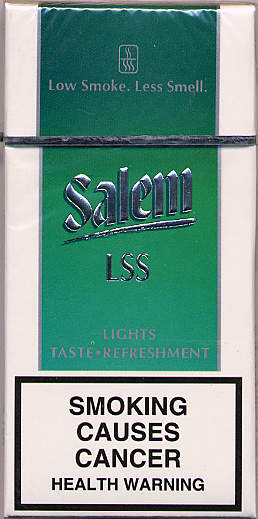 Low Smoke. Less Smell.
Salem
LSS
LIGHTS
TASTE•REFRESHMENT
SMOKING
CAUSES
CANCER
HEALTH WARNING